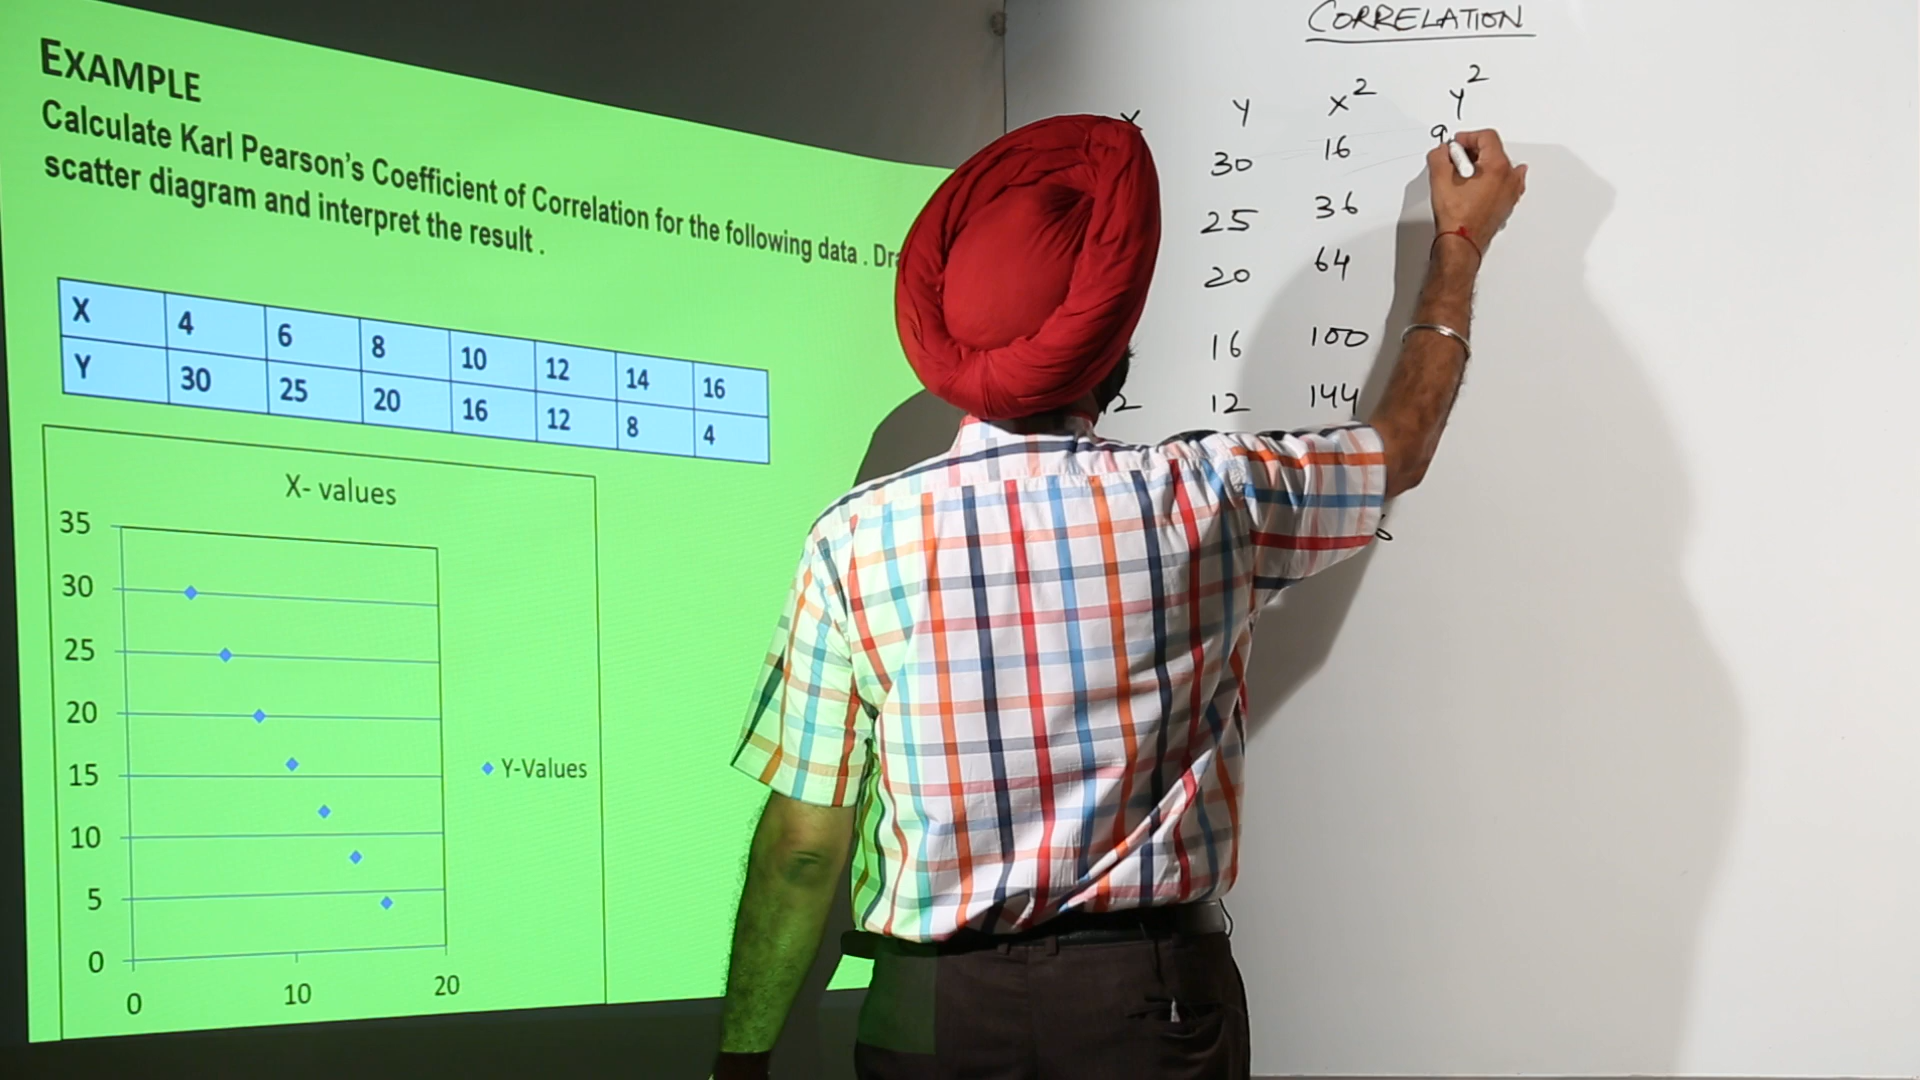 EXAMPLE
Calculate Karl Pearson's Coefficient of Correlation for the following data .
scatter diagram and interpret the result .
X 4 6 8 10 12 14 16
Y 30 25 20 16 12 8 4
X- values
35
30
25
20
15
10
5
0
0 10 20
Y-Values
CORRELATION
X Y X² Y²
30 16 9
25 36
20 64
16 100
12 12 144